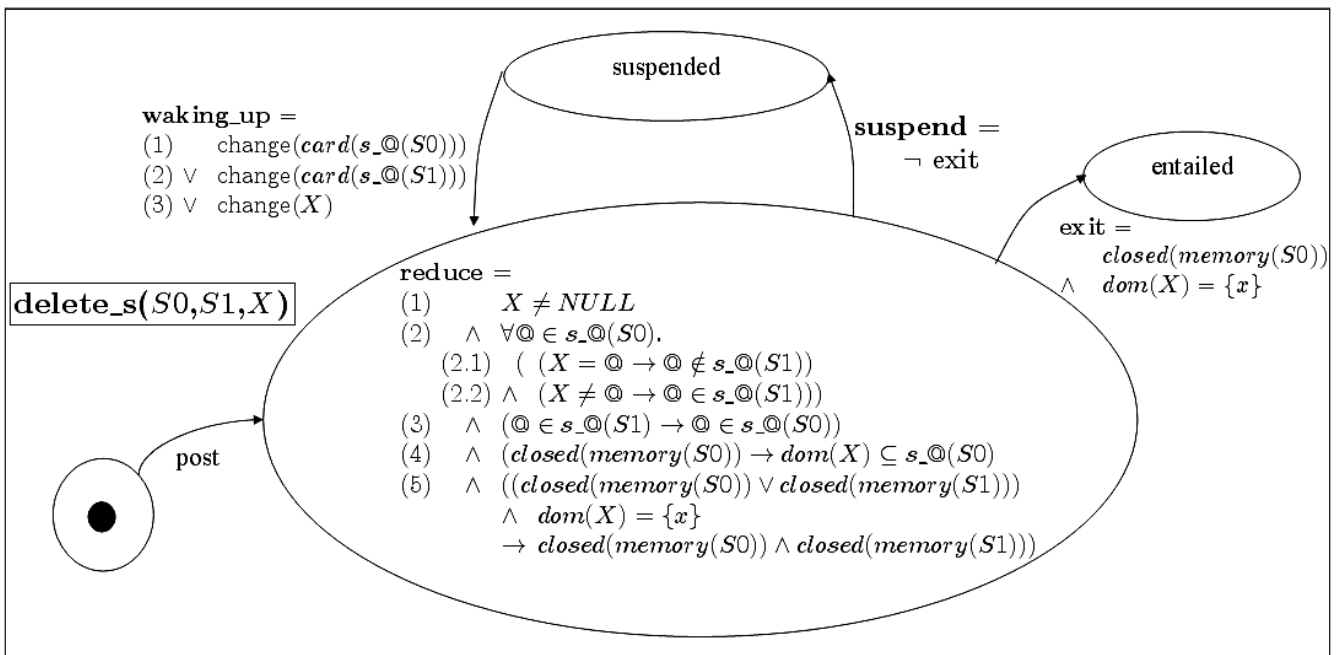 suspended
waking_up =
(1) change(card(s_@(S0)))
(2) ∨ change(card(s_@(S1)))
(3) ∨ change(X)
suspend =
¬ exit
entailed
exit =
closed(memory(S0))
∧ dom(X) = {x}
delete_s(S0,S1,X)
reduce =
(1) X ≠ NULL
(2) ∧ ∀@ ∈ s_@(S0).
(2.1) ( (X = @ → @ ∉ s_@(S1))
(2.2) ∧ (X ≠ @ → @ ∈ s_@(S1)))
(3) ∧ (@ ∈ s_@(S1) → @ ∈ s_@(S0))
(4) ∧ (closed(memory(S0)) → dom(X) ⊆ s_@(S0)
(5) ∧ ((closed(memory(S0)) ∨ closed(memory(S1)))
∧ dom(X) = {x}
→ closed(memory(S0)) ∧ closed(memory(S1)))
post